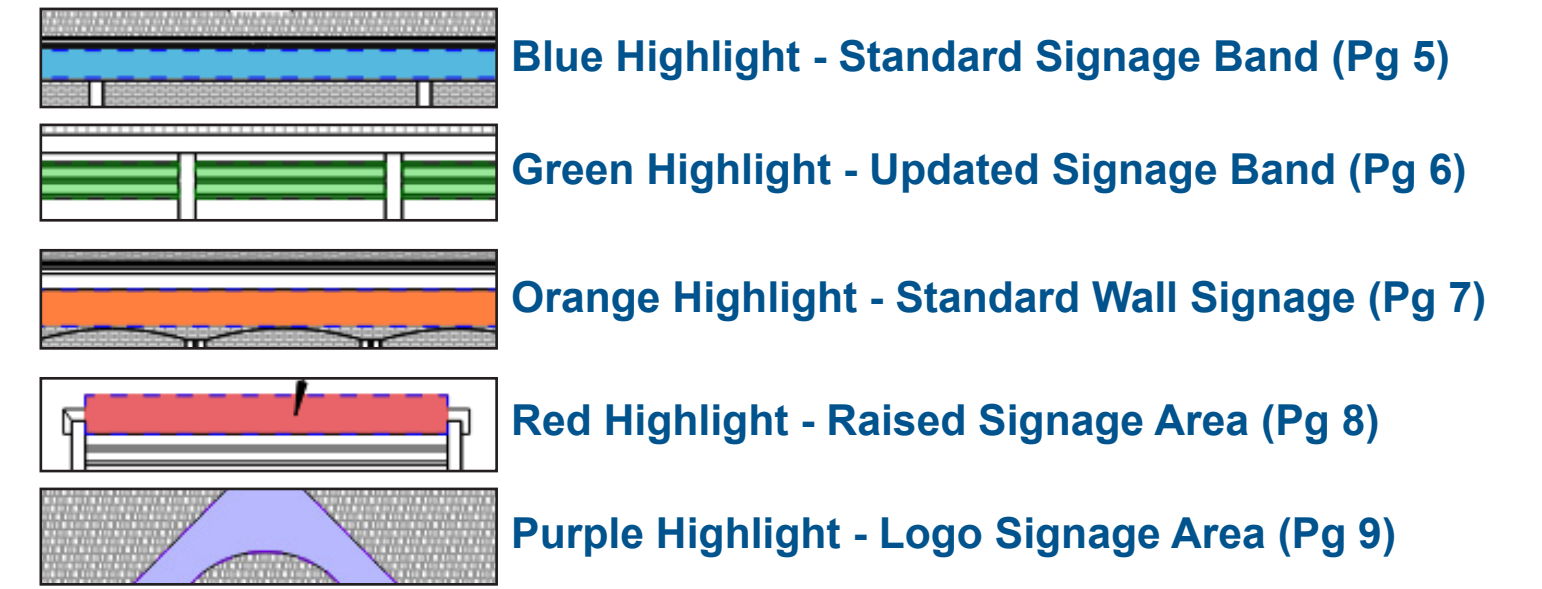 Blue Highlight - Standard Signage Band (Pg 5)
Green Highlight - Updated Signage Band (Pg 6)
Orange Highlight - Standard Wall Signage (Pg 7)
Red Highlight - Raised Signage Area (Pg 8)
Purple Highlight - Logo Signage Area (Pg 9)